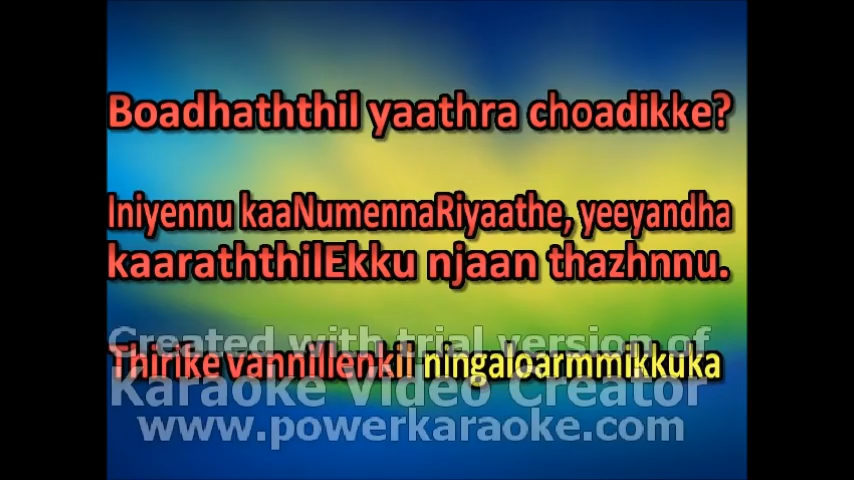 Boadhaththil yaathra choadikke?
Iniyennu kaaNumennaRiyaathe, yeeyandha
kaaraththilEkku njaan thazhnnu.
Created with trial version of
Thirike vannillenkil ningaloarmmikkuka
Karaoke Video Creator
www.powerkaraoke.com